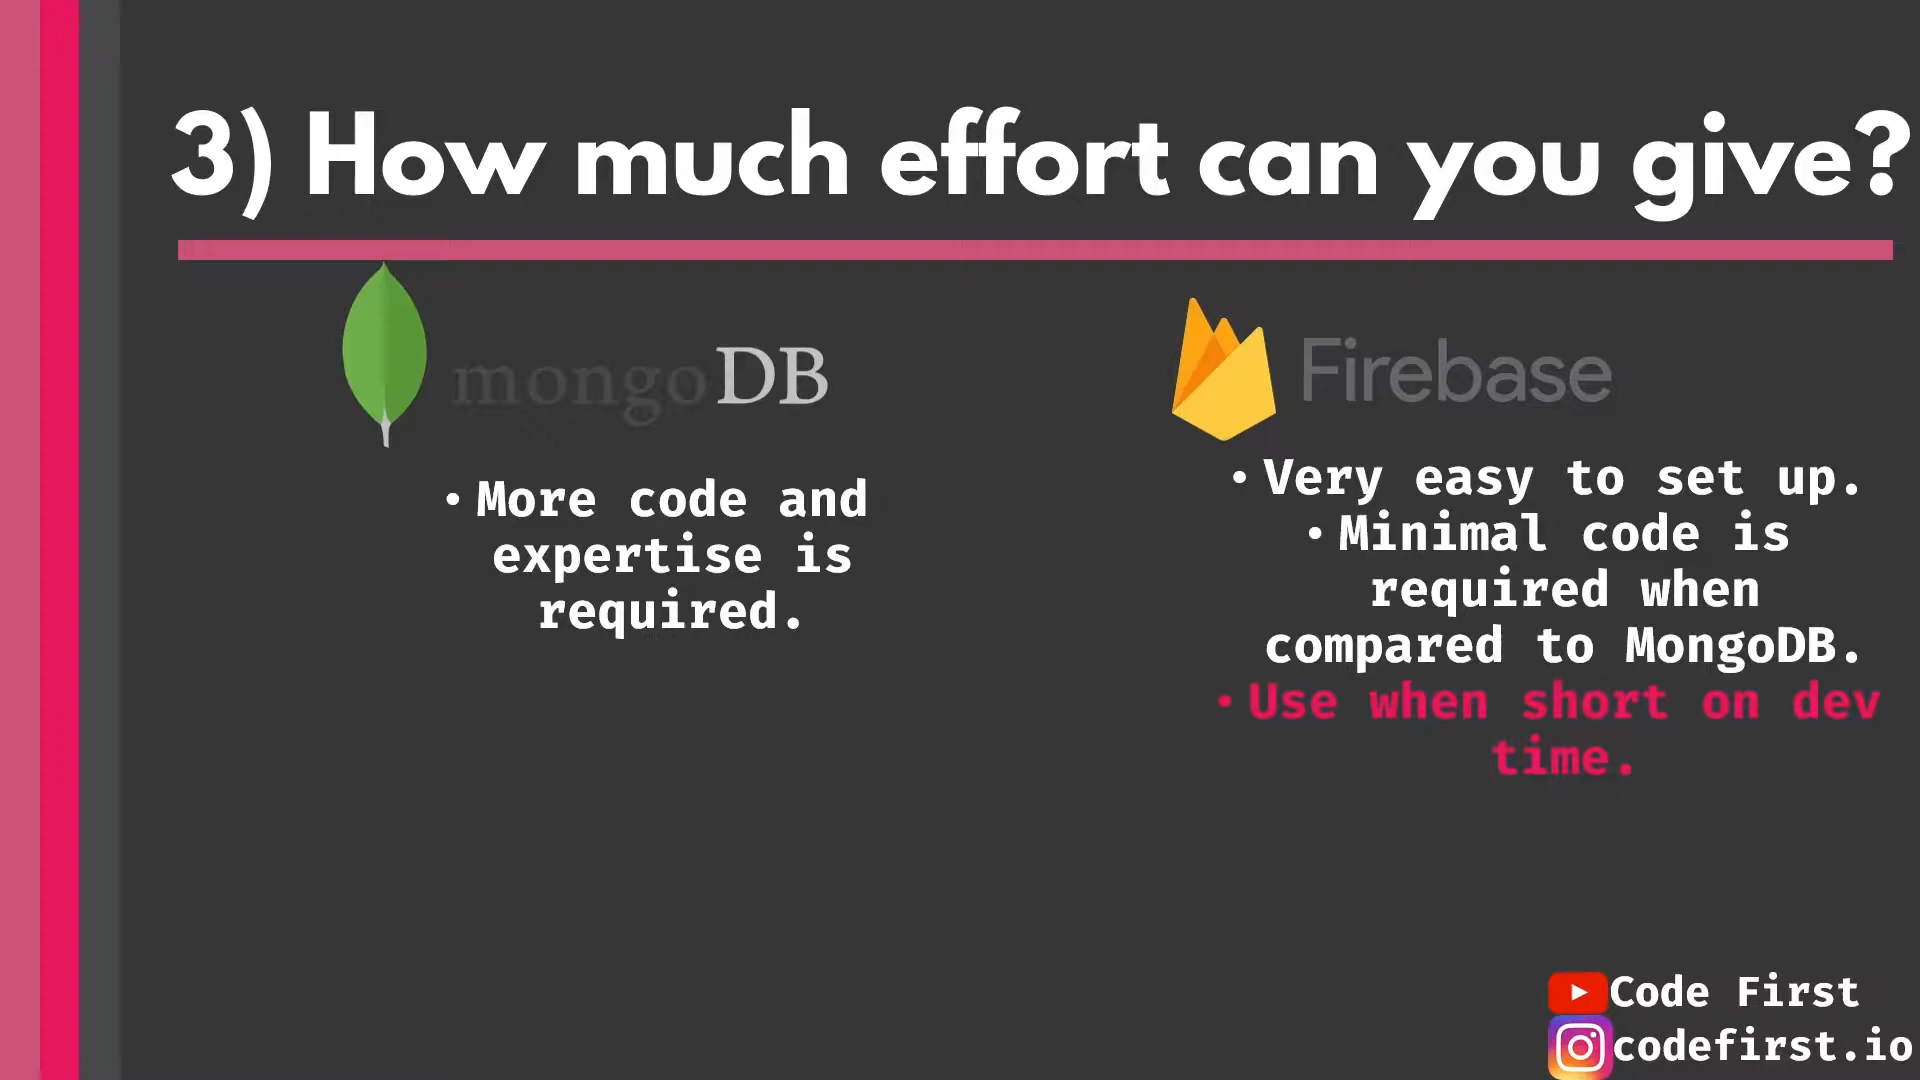 3) How much effort can you give?
mongoDB
• More code and
expertise is
required.
Firebase
• Very easy to set up.
• Minimal code is
required when
compared to MongoDB.
• Use when short on dev
time.
Code First
codefirst.io